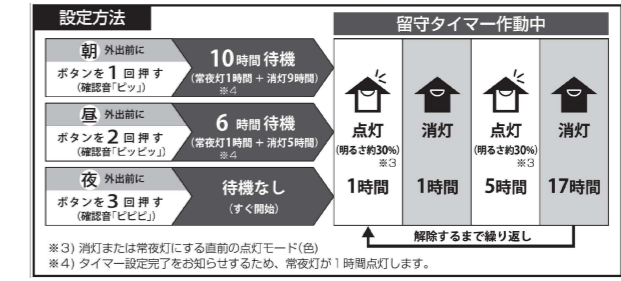 設定方法
留守タイマー作動中
朝 外出前に
ボタンを1回押す
(確認音「ピッ」)
10時間待機
(常夜灯1時間 + 消灯9時間)
※4
昼 外出前に
ボタンを2回押す
(確認音「ピッピッ」)
6時間待機
(常夜灯1時間 + 消灯5時間)
※4
夜 外出前に
ボタンを3回押す
(確認音「ピピピ」)
待機なし
(すぐ開始)
点灯
(明るさ約30%)
※3
1時間
消灯
1時間
点灯
(明るさ約30%)
※3
5時間
消灯
17時間
解除するまで繰り返し
※3) 消灯または常夜灯にする直前の点灯モード(色)
※4) タイマー設定完了をお知らせするため、常夜灯が1時間点灯します。